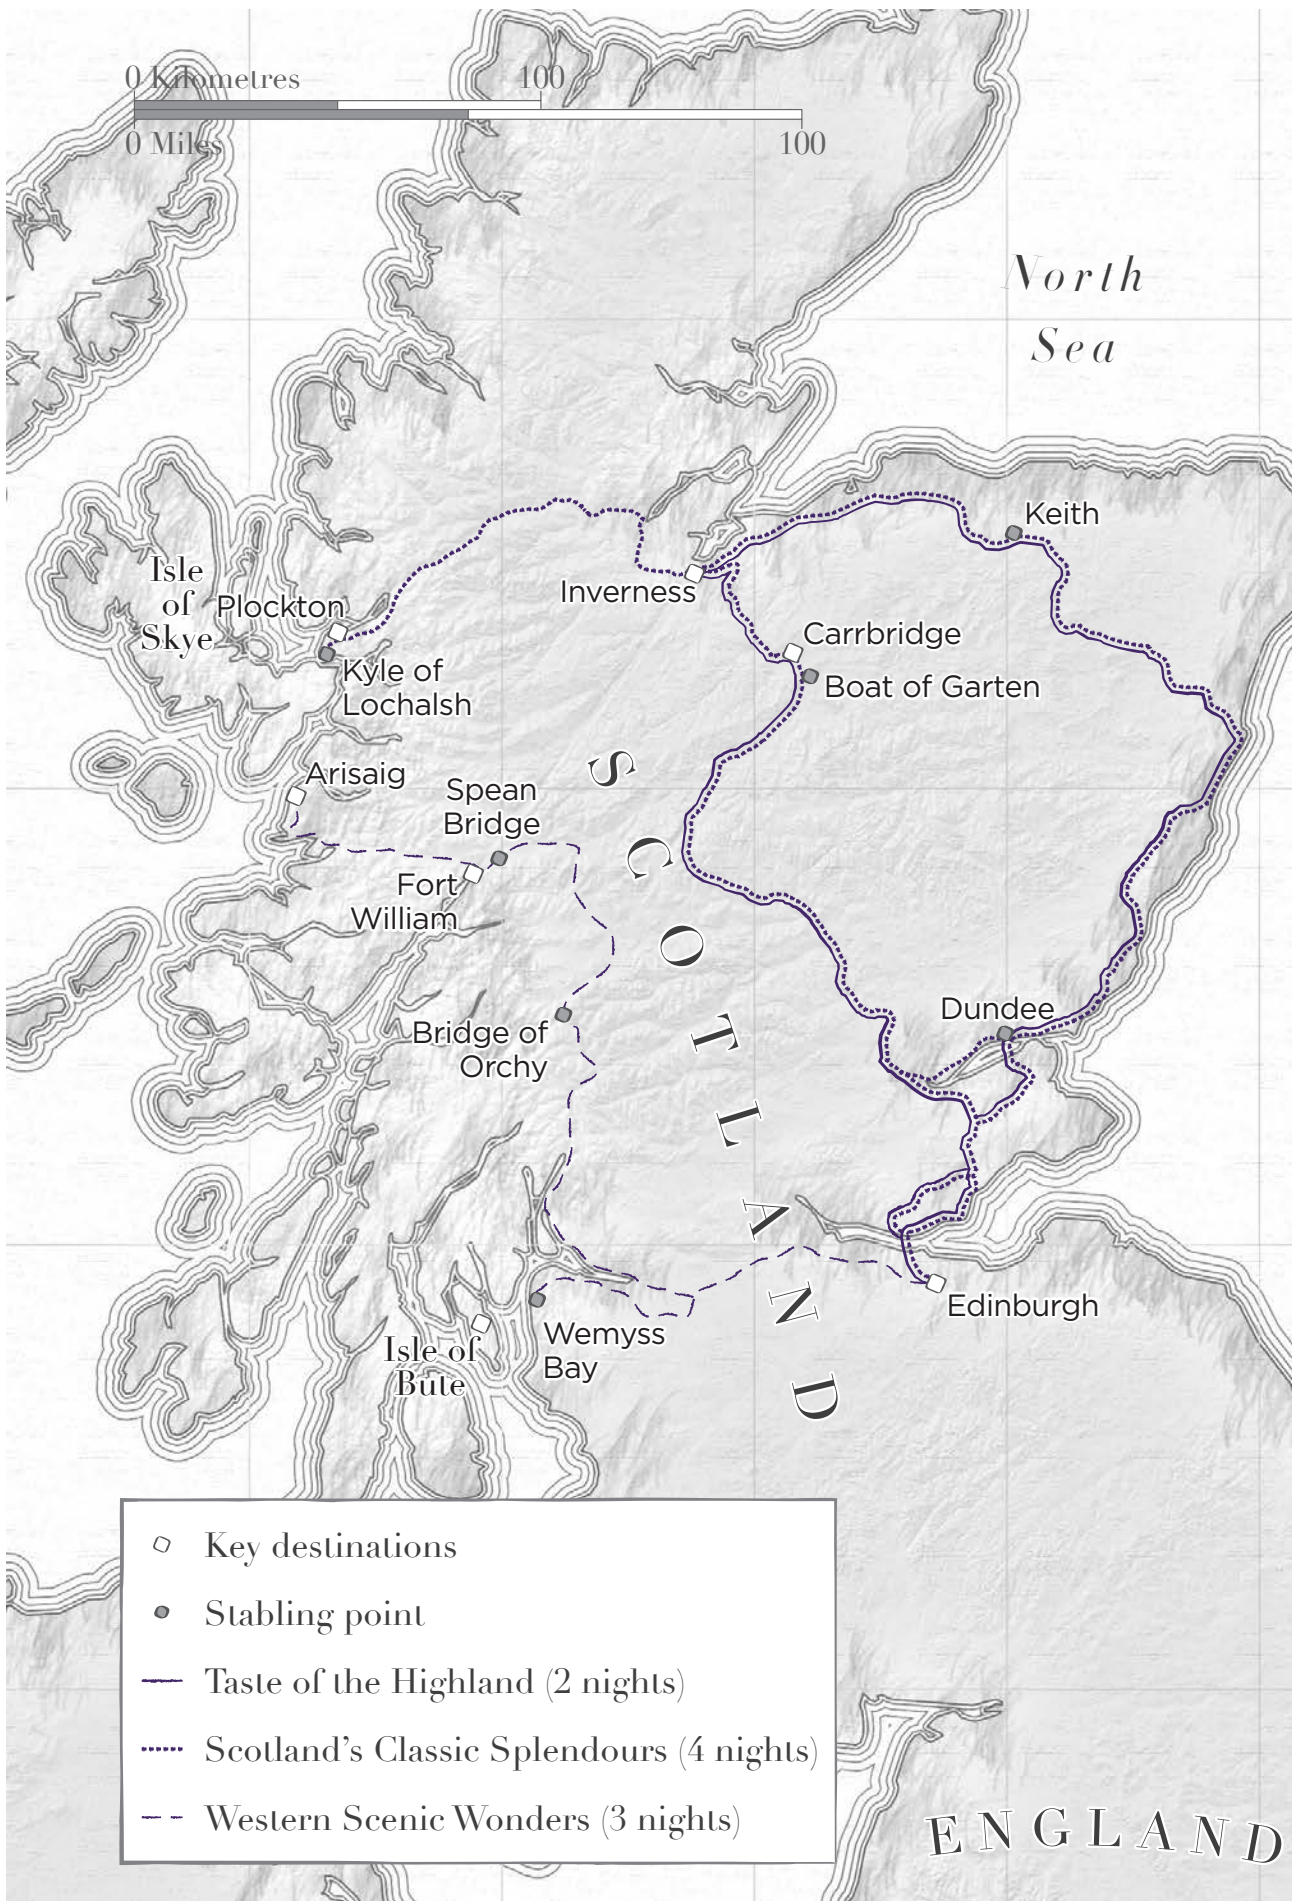 0 Kilometres 100
0 Miles 100
North
Sea
Keith
Isle
of
Skye
Plockton
Inverness
Carrbridge
Kyle of
Lochalsh
Boat of Garten
Arisaig
Spean
Bridge
Fort
William
SCOTLAND
Dundee
Bridge of
Orchy
Edinburgh
Wemyss
Bay
Isle of
Bute
Key destinations
Stabling point
Taste of the Highland (2 nights)
Scotland's Classic Splendours (4 nights)
Western Scenic Wonders (3 nights)
ENGLAND